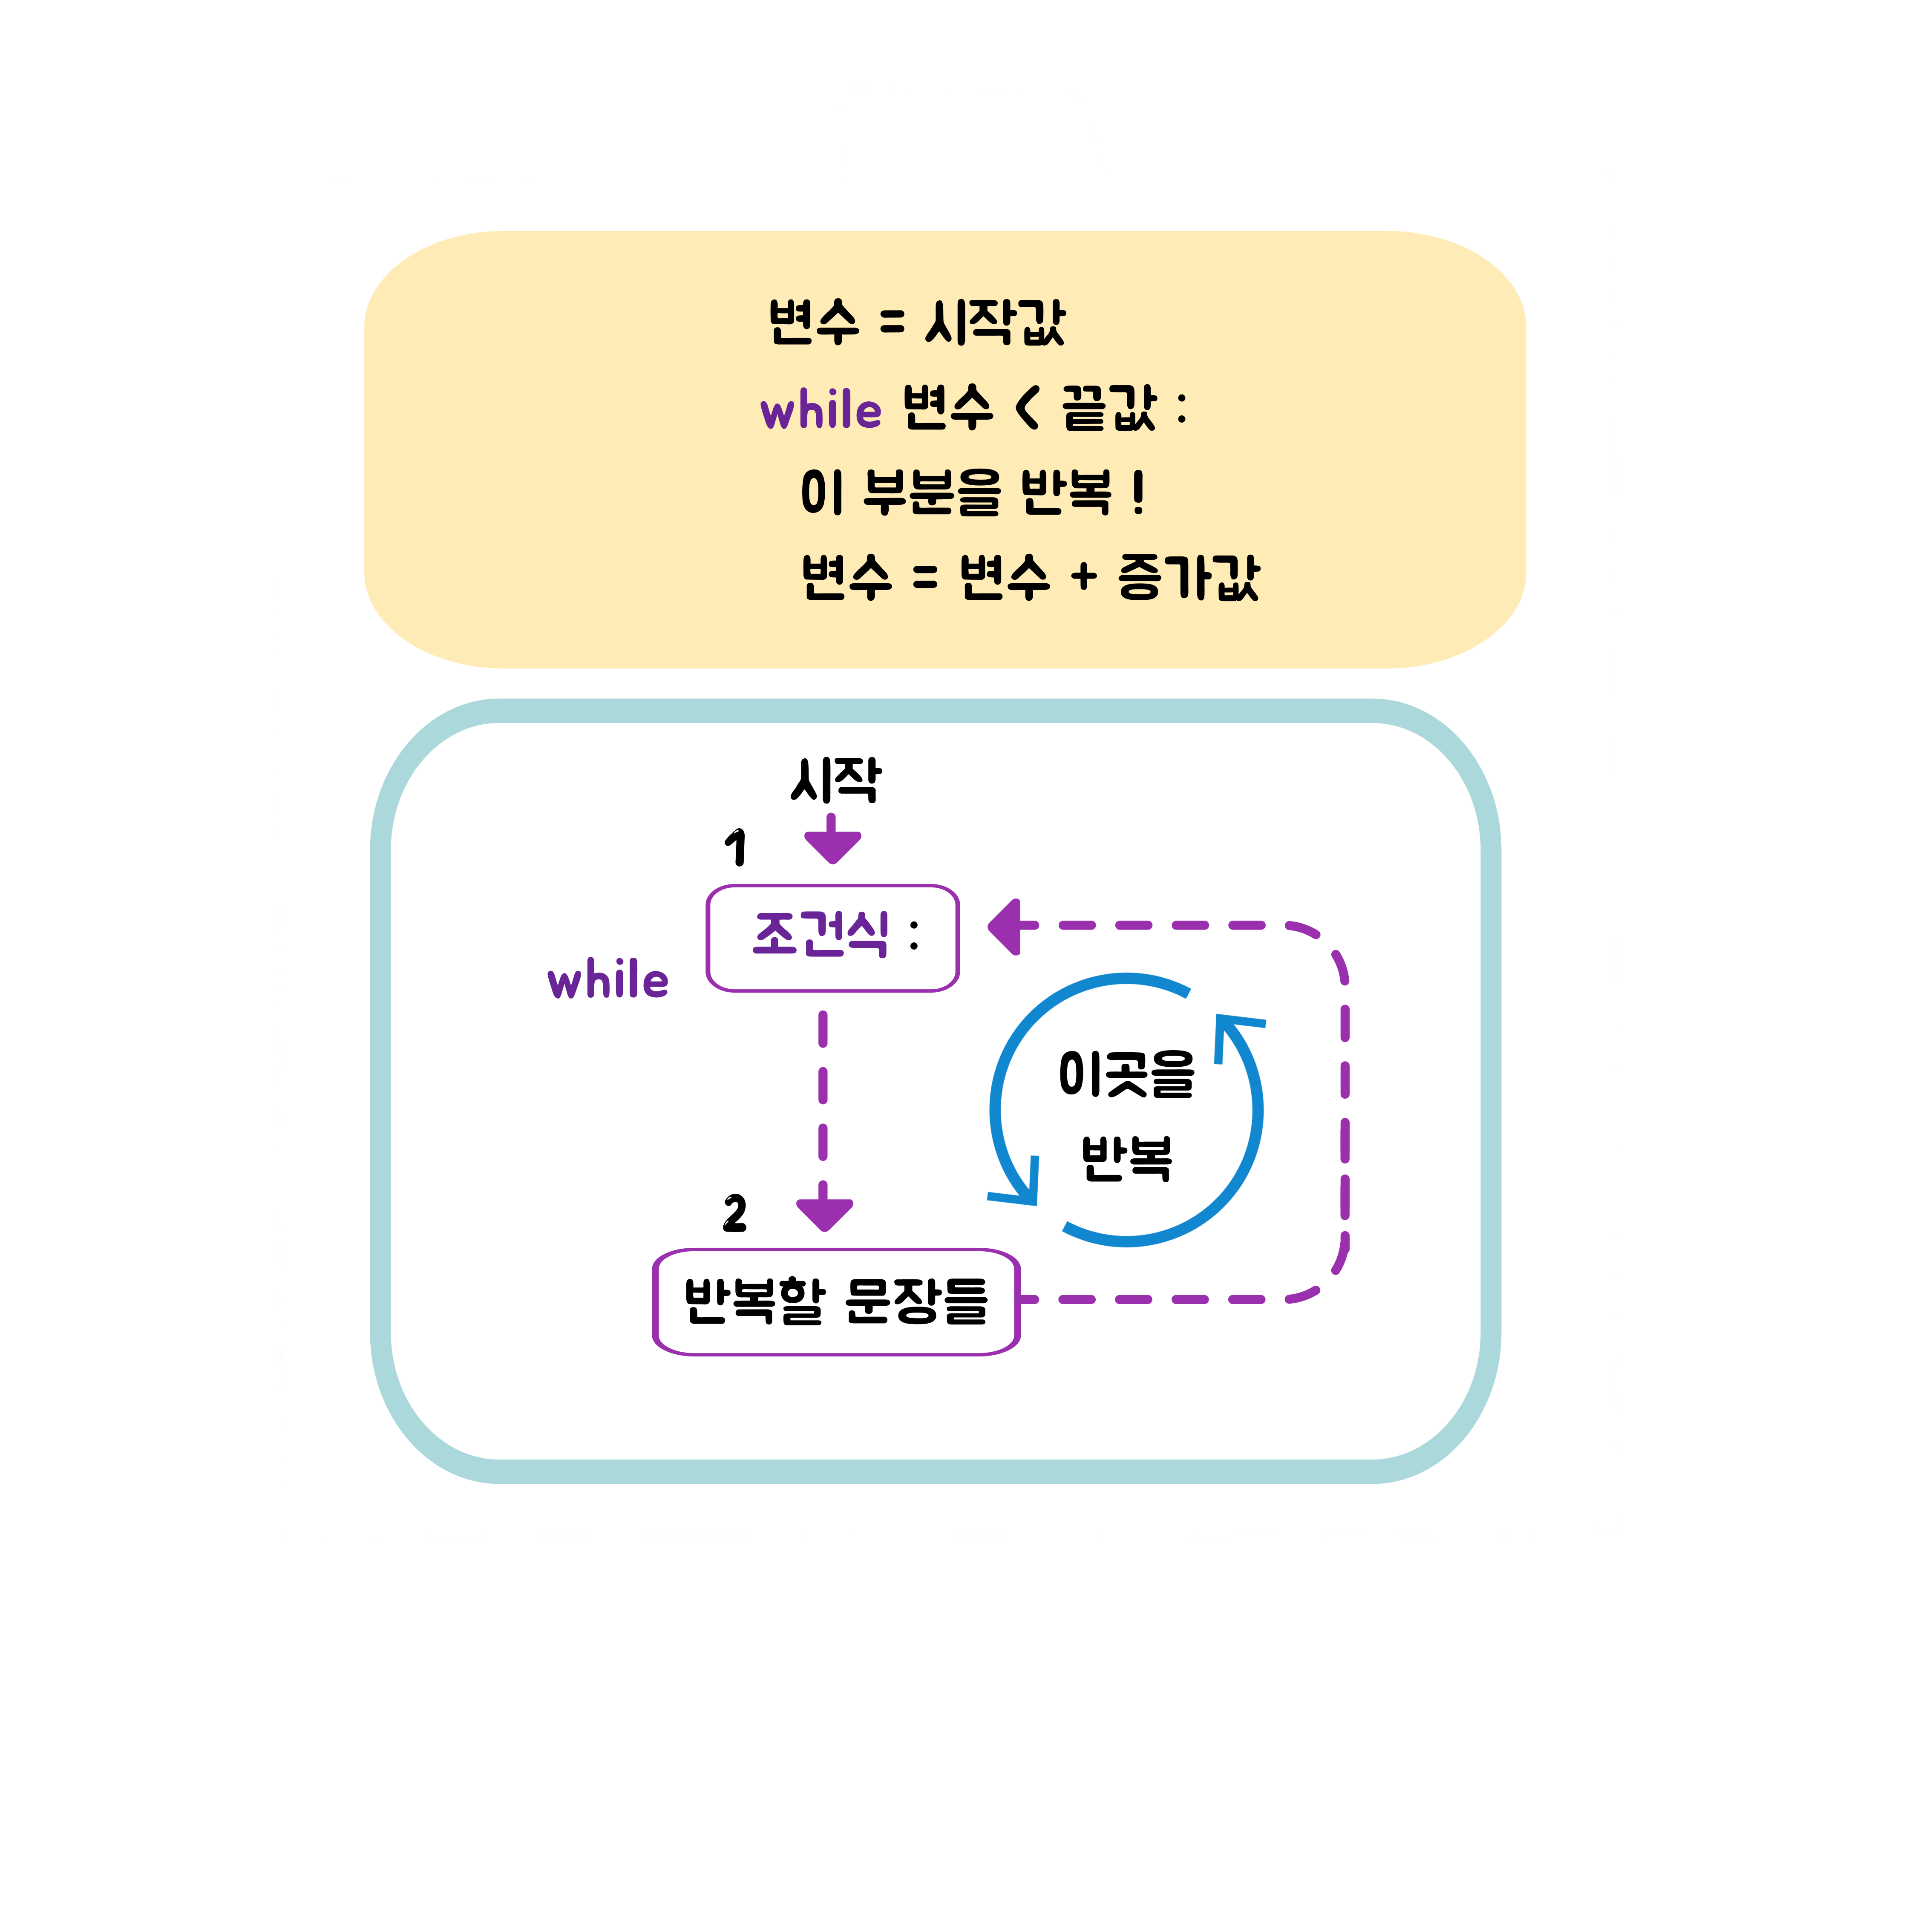 변수 = 시작값
while 변수 < 끝값 :
이 부분을 반복 !
변수 = 변수 + 증가값
시작
1
조건식 :
while
이곳을
반복
2
반복할 문장들